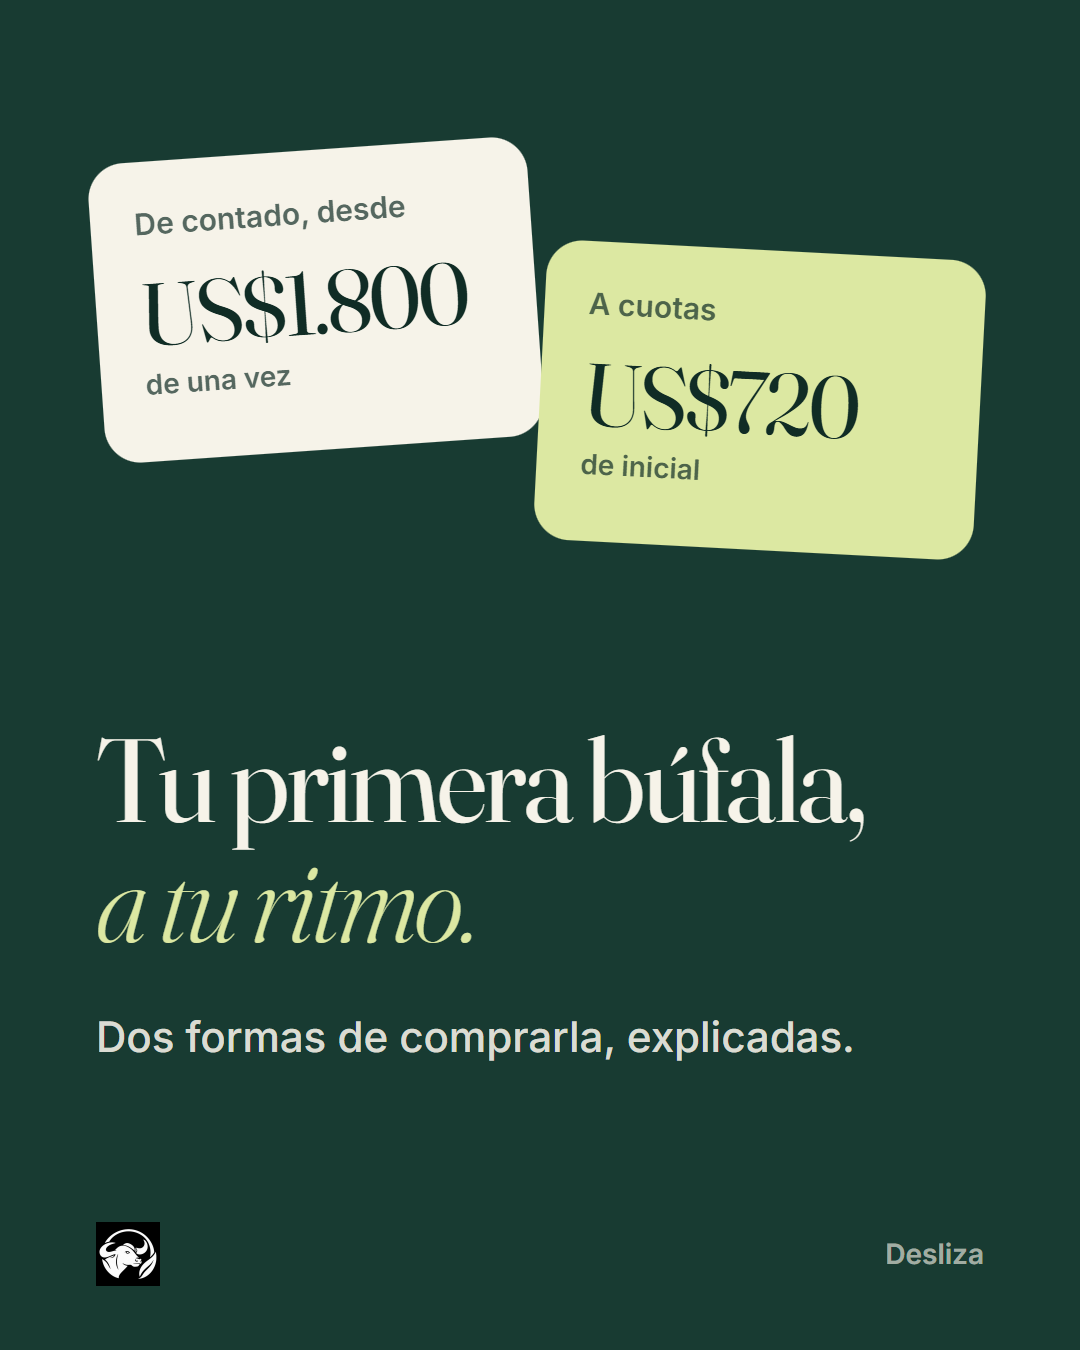 De contado, desde
US$1.800
de una vez
A cuotas
US$720
de inicial
Tu primera búfala,
a tu ritmo.
Dos formas de comprarla, explicadas.
Desliza